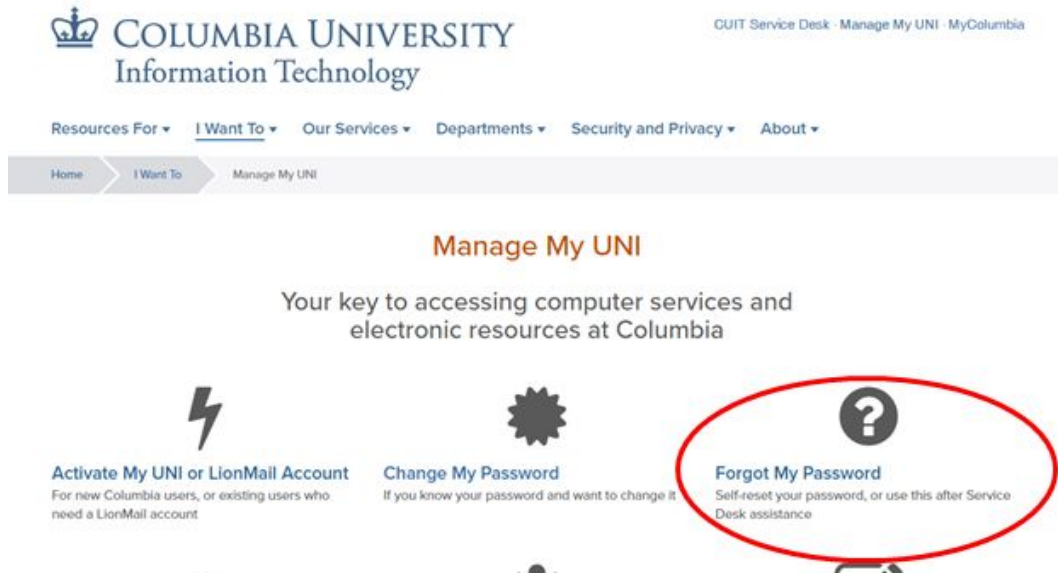 COLUMBIA UNIVERSITY
Information Technology
CUIT Service Desk · Manage My UNI · MyColumbia
Resources For I Want To Our Services Departments Security and Privacy About
Home I Want To Manage My UNI
Manage My UNI
Your key to accessing computer services and
electronic resources at Columbia
?
Activate My UNI or LionMail Account
For new Columbia users, or existing users who
need a LionMail account
Change My Password
If you know your password and want to change it
Forgot My Password
Self-reset your password, or use this after Service
Desk assistance